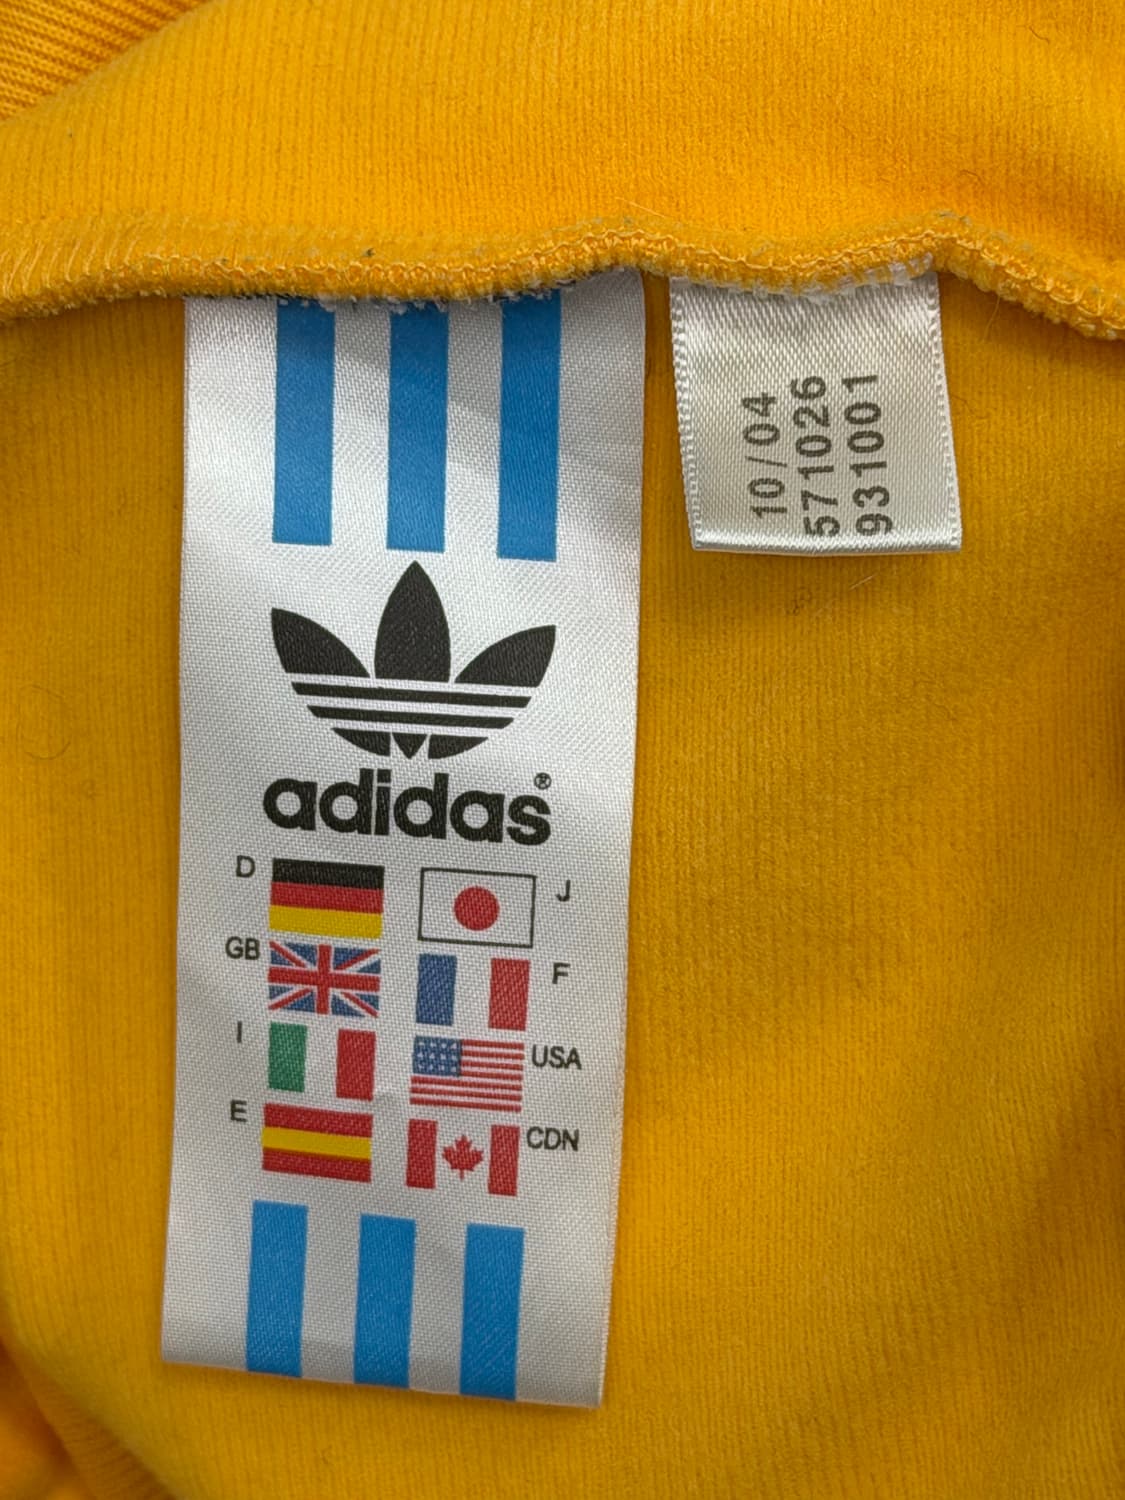 adidas®
D
J
GB
F
I
USA
E
CDN
10/04
571026
931001